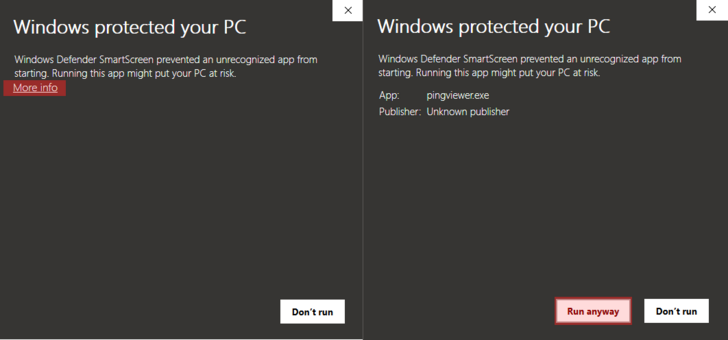 Windows protected your PC
Windows Defender SmartScreen prevented an unrecognized app from
starting. Running this app might put your PC at risk.
More info
Don't run
Windows protected your PC
Windows Defender SmartScreen prevented an unrecognized app from
starting. Running this app might put your PC at risk.
App: pingviewer.exe
Publisher: Unknown publisher
Run anyway Don't run